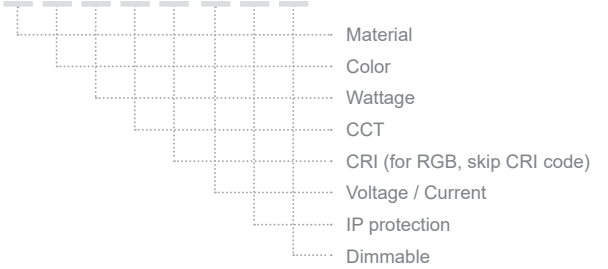 Material
Color
Wattage
CCT
CRI (for RGB, skip CRI code)
Voltage / Current
IP protection
Dimmable